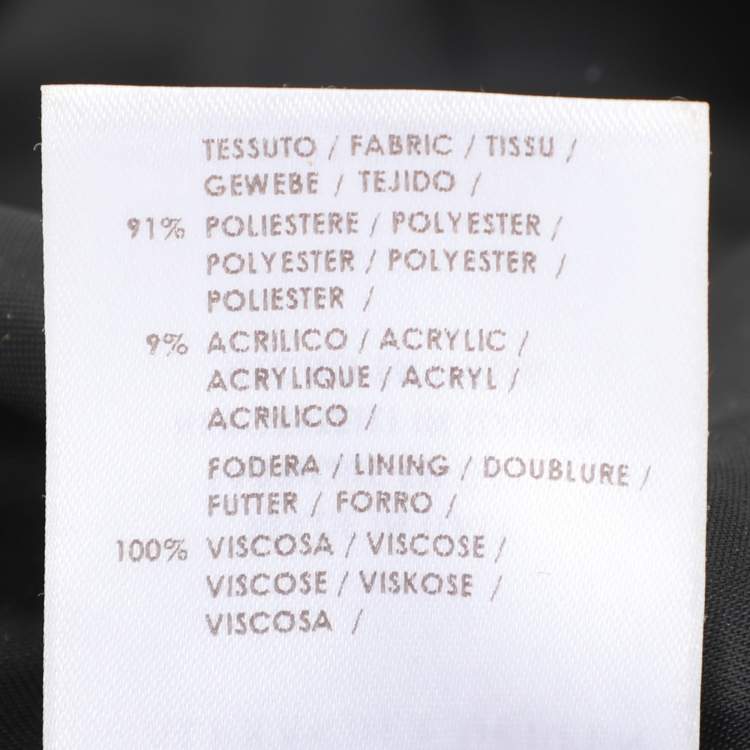 TESSUTO / FABRIC / TISSU /
GEWEBE / TEJIDO /
91% POLIESTERE / POLYESTER /
POLYESTER / POLYESTER /
POLIESTER /
9% ACRILICO / ACRYLIC /
ACRYLIQUE / ACRYL /
ACRILICO /
FODERA / LINING / DOUBLURE /
FUTTER / FORRO /
100% VISCOSA / VISCOSE /
VISCOSE / VISKOSE /
VISCOSA /